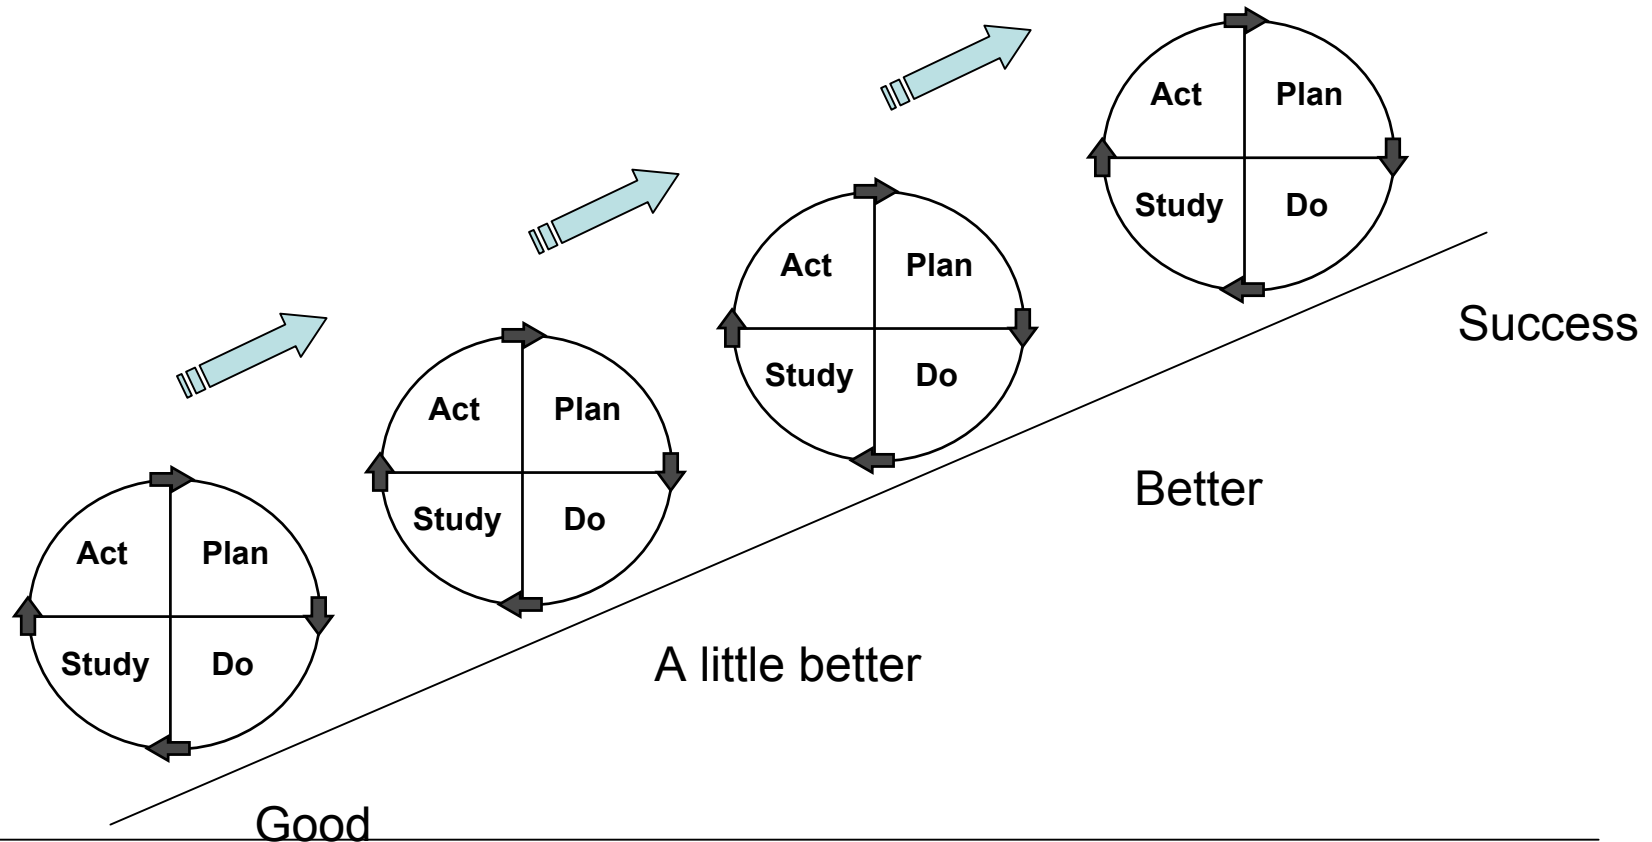 Act Plan
Study Do
Success
Act Plan
Study Do
Better
Act Plan
Study Do
A little better
Act Plan
Study Do
Good